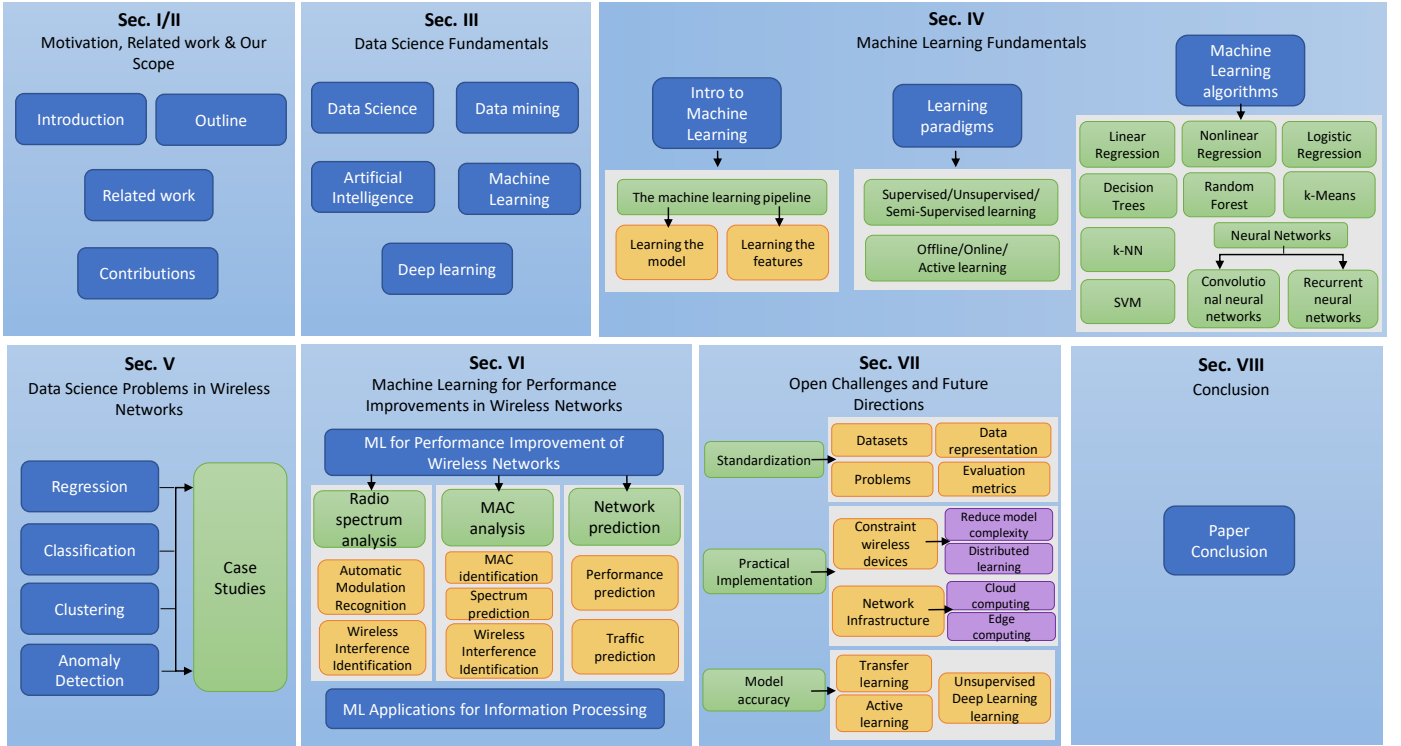 Sec. I/II
Motivation, Related work & Our
Scope
Introduction
Outline
Related work
Contributions
Sec. III
Data Science Fundamentals
Data Science
Data mining
Artificial
Intelligence
Machine
Learning
Deep learning
Sec. IV
Machine Learning Fundamentals
Intro to
Machine
Learning
The machine learning pipeline
Learning the
model
Learning the
features
Learning
paradigms
Supervised/Unsupervised/
Semi-Supervised learning
Offline/Online/
Active learning
Machine
Learning
algorithms
Linear
Regression
Nonlinear
Regression
Logistic
Regression
Decision
Trees
Random
Forest
k-Means
k-NN
Neural Networks
SVM
Convolutio
nal neural
networks
Recurrent
neural
networks
Sec. V
Data Science Problems in Wireless
Networks
Regression
Classification
Clustering
Anomaly
Detection
Case
Studies
Sec. VI
Machine Learning for Performance
Improvements in Wireless Networks
ML for Performance Improvement of
Wireless Networks
Radio
spectrum
analysis
Automatic
Modulation
Recognition
Wireless
Interference
Identification
MAC
analysis
MAC
identification
Spectrum
prediction
Wireless
Interference
Identification
Network
prediction
Performance
prediction
Traffic
prediction
ML Applications for Information Processing
Sec. VII
Open Challenges and Future
Directions
Standardization
Datasets
Data
representation
Problems
Evaluation
metrics
Practical
Implementation
Constraint
wireless
devices
Reduce model
complexity
Distributed
learning
Network
Infrastructure
Cloud
computing
Edge
computing
Model
accuracy
Transfer
learning
Active
learning
Unsupervised
Deep Learning
learning
Sec. VIII
Conclusion
Paper
Conclusion